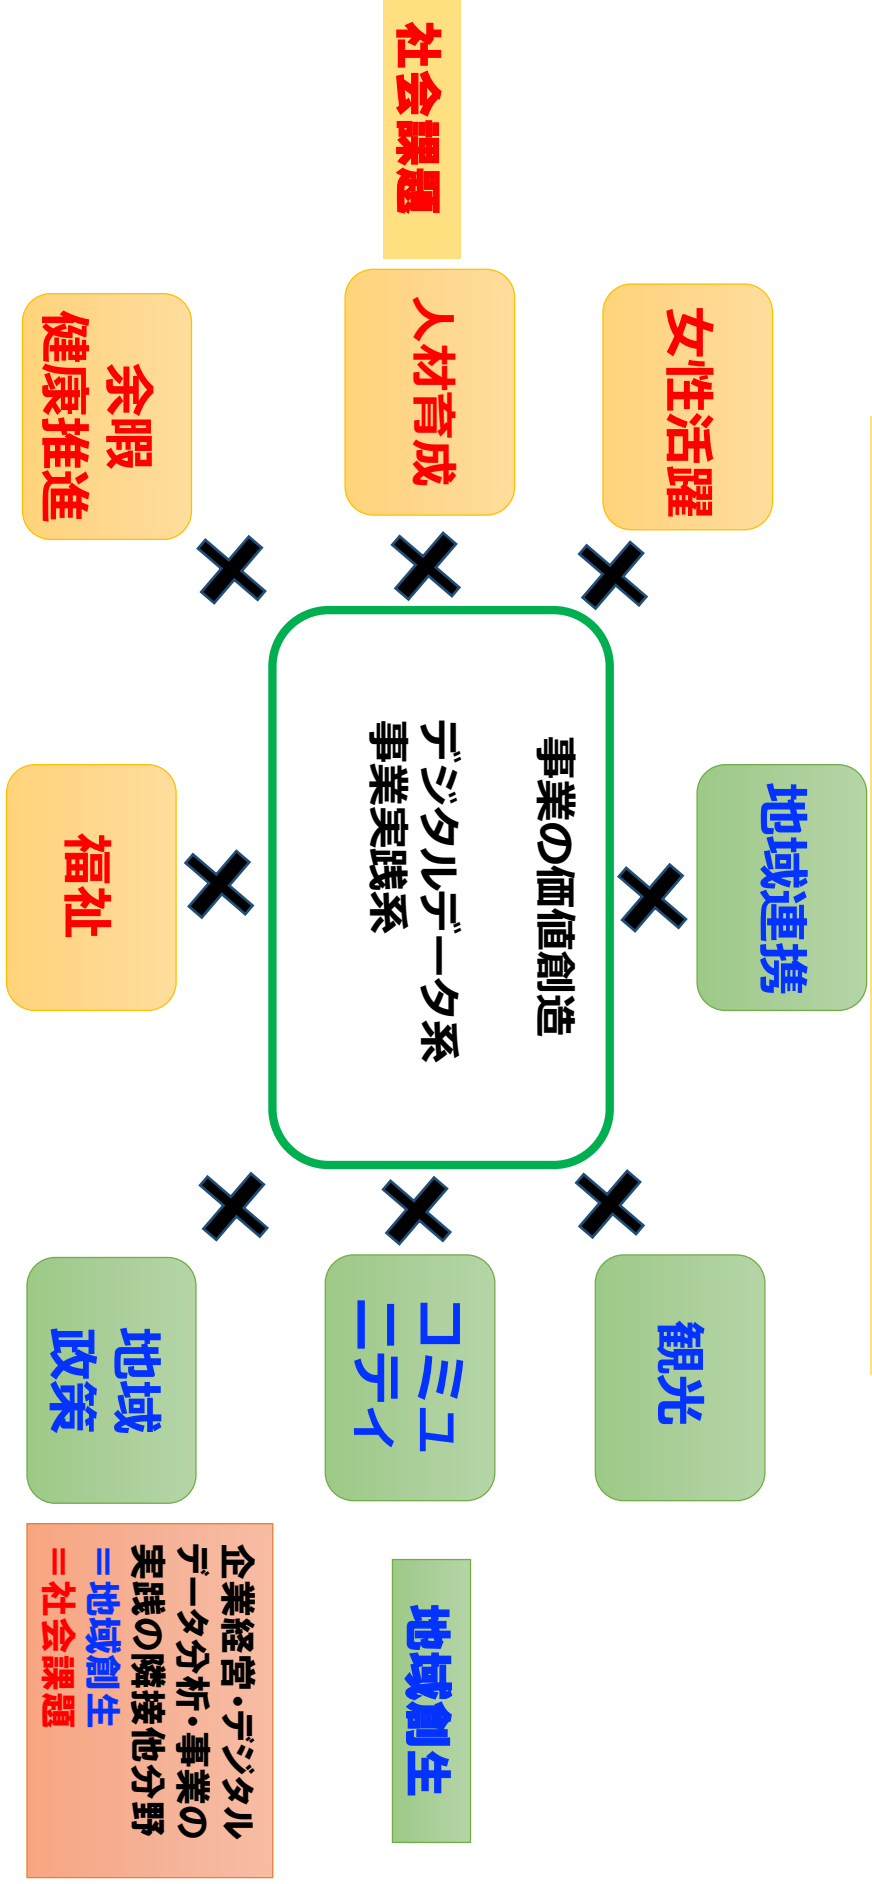 地域連携
女性活躍
観光
事業の価値創造
デジタルデータ系
事業実践系
社会課題
人材育成
コミュ
ニティ
地域創生
余暇
健康推進
福祉
地域
政策
企業経営・デジタル
データ分析・事業の
実践の隣接他分野
＝地域創生
＝社会課題